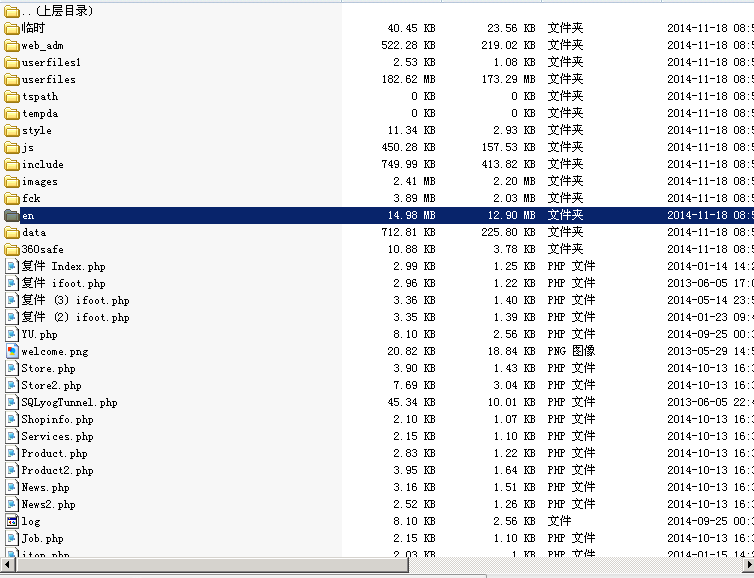 ..(上层目录)
临时 40.45 KB 23.56 KB 文件夹 2014-11-18 08:5
web_adm 522.28 KB 219.02 KB 文件夹 2014-11-18 08:5
userfiles1 2.53 KB 1.08 KB 文件夹 2014-11-18 08:5
userfiles 182.62 MB 173.29 MB 文件夹 2014-11-18 08:5
tspath 0 KB 0 KB 文件夹 2014-11-18 08:5
tempda 0 KB 0 KB 文件夹 2014-11-18 08:5
style 11.34 KB 2.93 KB 文件夹 2014-11-18 08:5
js 450.28 KB 157.53 KB 文件夹 2014-11-18 08:5
include 749.99 KB 413.82 KB 文件夹 2014-11-18 08:5
images 2.41 MB 2.20 MB 文件夹 2014-11-18 08:5
fck 3.89 MB 2.03 MB 文件夹 2014-11-18 08:5
en 14.98 MB 12.90 MB 文件夹 2014-11-18 08:5
data 712.81 KB 225.80 KB 文件夹 2014-11-18 08:5
360safe 10.88 KB 3.78 KB 文件夹 2014-11-18 08:5
复件 Index.php 2.99 KB 1.25 KB PHP 文件 2014-01-14 14:2
复件 ifoot.php 2.96 KB 1.22 KB PHP 文件 2013-06-05 17:0
复件 (3) ifoot.php 3.36 KB 1.40 KB PHP 文件 2014-05-14 23:5
复件 (2) ifoot.php 3.35 KB 1.39 KB PHP 文件 2014-01-23 09:4
YU.php 8.10 KB 2.56 KB PHP 文件 2014-09-25 00:3
welcome.png 20.82 KB 18.84 KB PNG 图像 2013-05-29 14:5
Store.php 3.90 KB 1.43 KB PHP 文件 2014-10-13 16:3
Store2.php 7.69 KB 3.04 KB PHP 文件 2014-10-13 16:3
SQLyogTunnel.php 45.34 KB 10.01 KB PHP 文件 2013-06-05 22:4
Shopinfo.php 2.10 KB 1.07 KB PHP 文件 2014-10-13 16:3
Services.php 2.15 KB 1.10 KB PHP 文件 2014-10-13 16:3
Product.php 2.83 KB 1.22 KB PHP 文件 2014-10-13 16:3
Product2.php 3.95 KB 1.64 KB PHP 文件 2014-10-13 16:3
News.php 3.16 KB 1.51 KB PHP 文件 2014-10-13 16:3
News2.php 2.52 KB 1.26 KB PHP 文件 2014-10-13 16:3
log 8.10 KB 2.56 KB 文件 2014-09-25 00:3
Job.php 2.15 KB 1.10 KB PHP 文件 2014-10-13 16:3
itop.php 2.03 KB 1 KB PHP 文件 2014-01-15 14:2